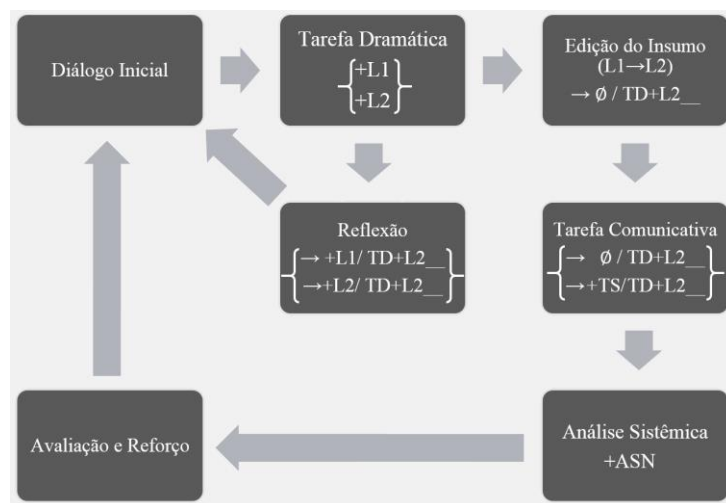 Diálogo Inicial
Tarefa Dramática
+L1
+L2
Edição do Insumo
(L1→L2)
→ ∅ / TD+L2__
Reflexão
→ +L1/ TD+L2__
→+L2/ TD+L2__
Tarefa Comunicativa
→ ∅ / TD+L2__
→+TS/TD+L2__
Avaliação e Reforço
Análise Sistêmica
+ASN